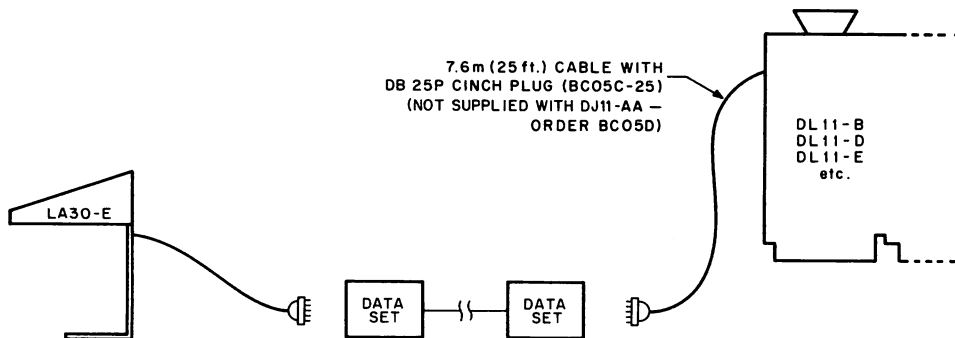 7.6m (25 ft.) CABLE WITH
DB 25P CINCH PLUG (BC05C-25)
(NOT SUPPLIED WITH DJ11-AA —
ORDER BC05D)
DL11-B
DL11-D
DL11-E
etc.
LA30-E
DATA
SET
DATA
SET